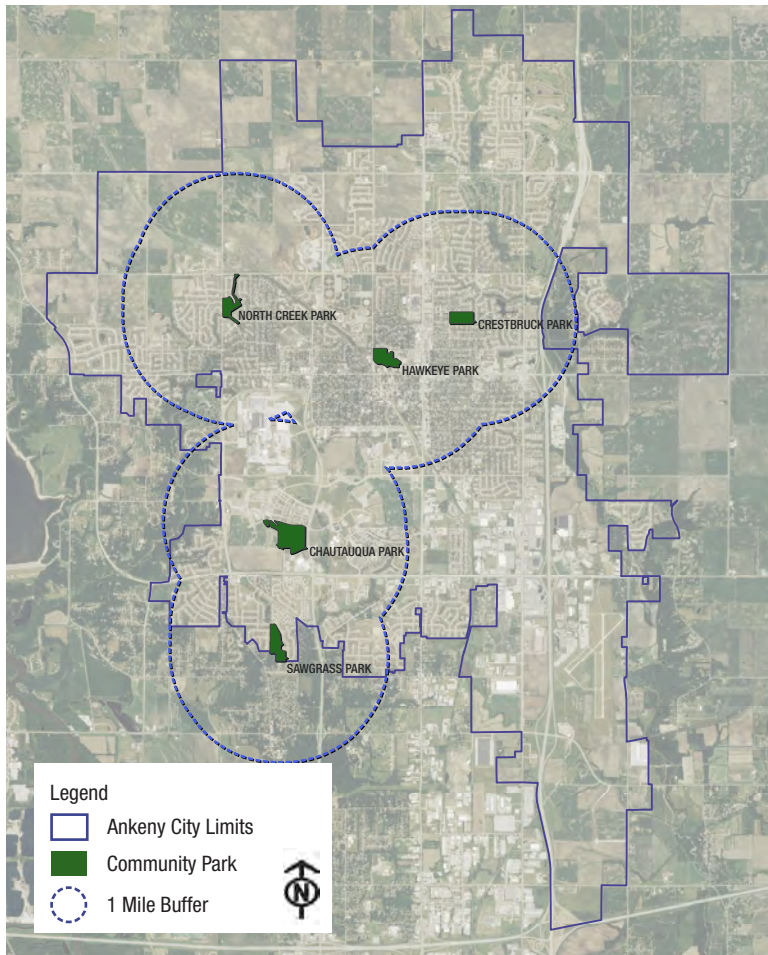 NORTH CREEK PARK
CRESTBRUCK PARK
HAWKEYE PARK
CHAUTAUQUA PARK
SAWGRASS PARK
Legend
Ankeny City Limits
Community Park
1 Mile Buffer
N